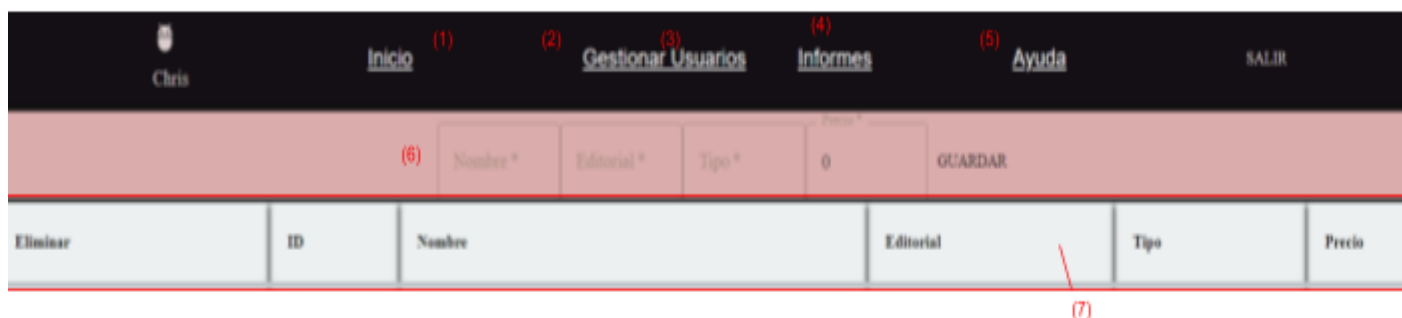 (4)
(1) (2) (3) (5)
Inicio Gestionar Usuarios Informes Ayuda SALIR
Chris
Precio *
(6) Nombre * Editorial * Tipo * 0 GUARDAR
Eliminar ID Nombre Editorial Tipo Precio
(7)